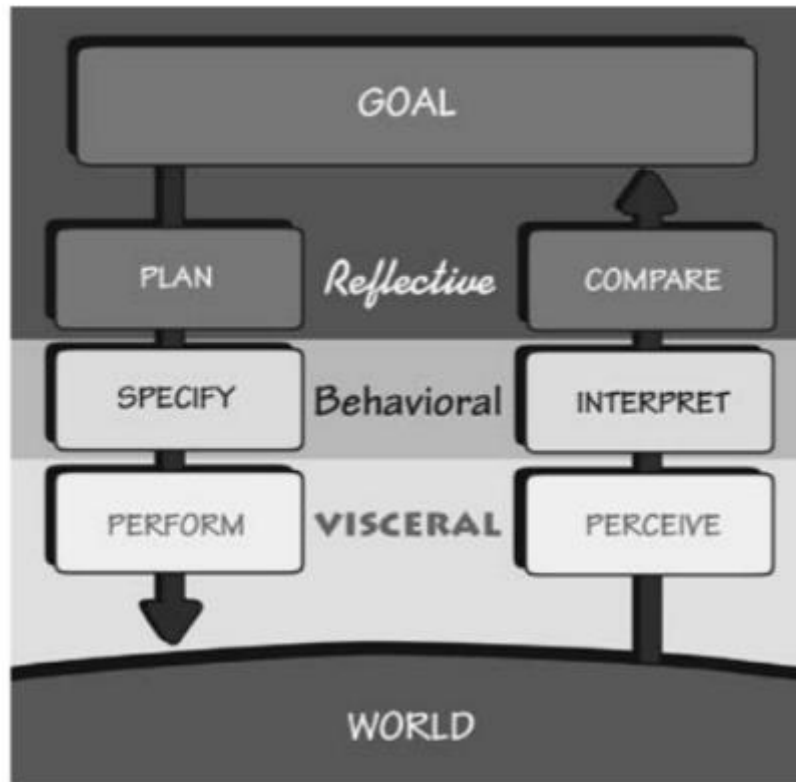 GOAL
PLAN Reflective COMPARE
SPECIFY Behavioral INTERPRET
PERFORM VISCERAL PERCEIVE
WORLD